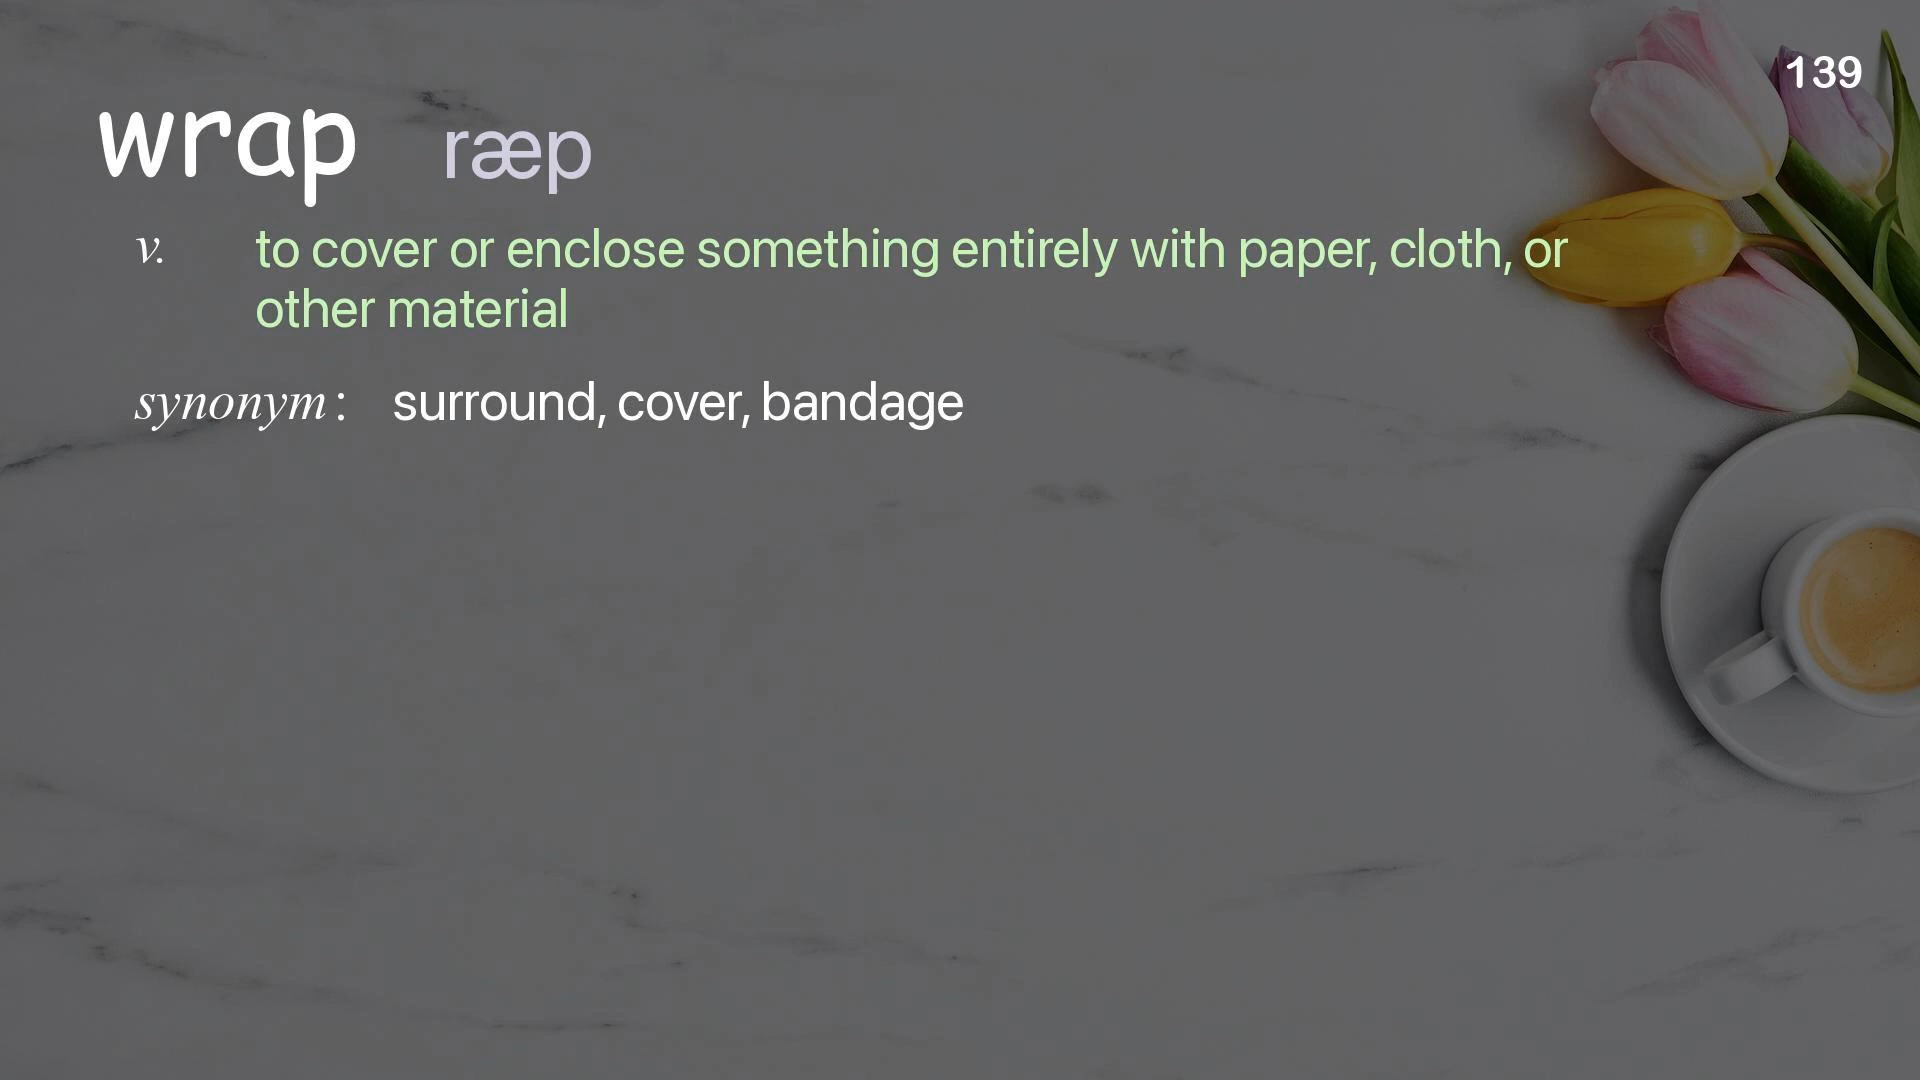 139
wrap ræp
v. to cover or enclose something entirely with paper, cloth, or
other material
synonym: surround, cover, bandage